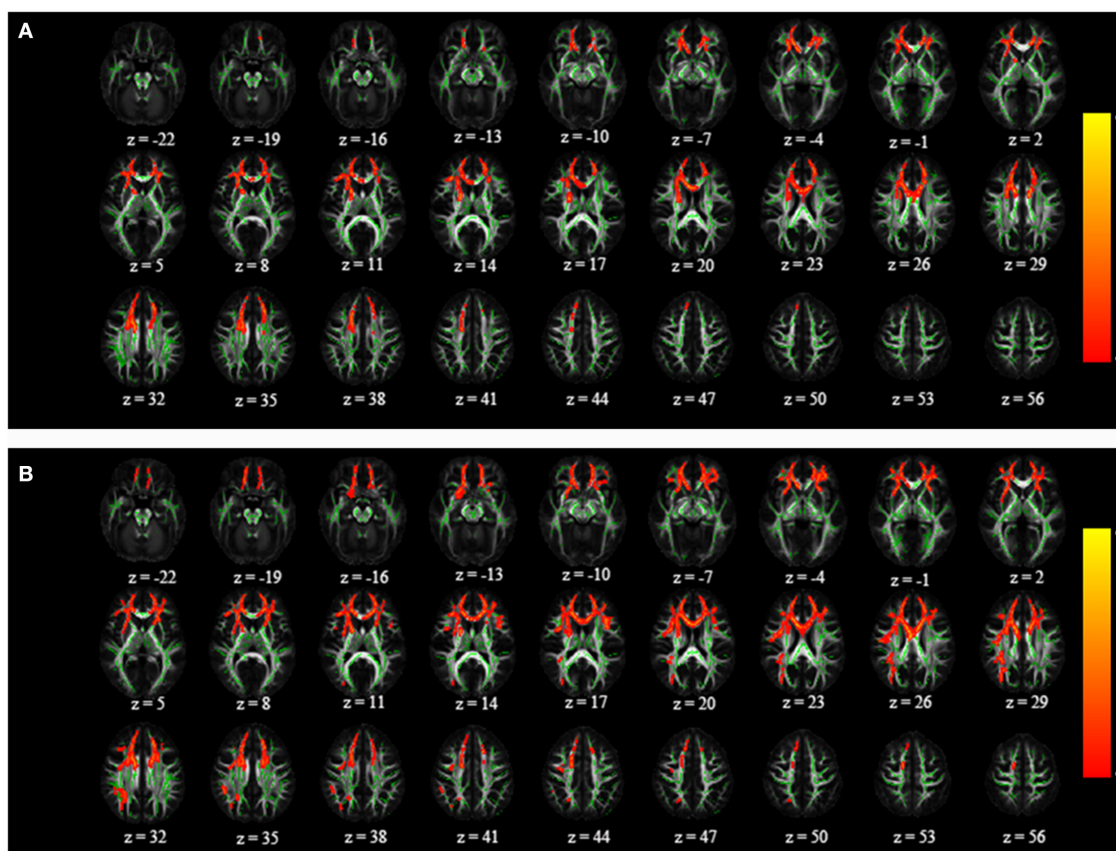 A
z = -22 z = -19 z = -16 z = -13 z = -10 z = -7 z = -4 z = -1 z = 2
z = 5 z = 8 z = 11 z = 14 z = 17 z = 20 z = 23 z = 26 z = 29
z = 32 z = 35 z = 38 z = 41 z = 44 z = 47 z = 50 z = 53 z = 56
B
z = -22 z = -19 z = -16 z = -13 z = -10 z = -7 z = -4 z = -1 z = 2
z = 5 z = 8 z = 11 z = 14 z = 17 z = 20 z = 23 z = 26 z = 29
z = 32 z = 35 z = 38 z = 41 z = 44 z = 47 z = 50 z = 53 z = 56